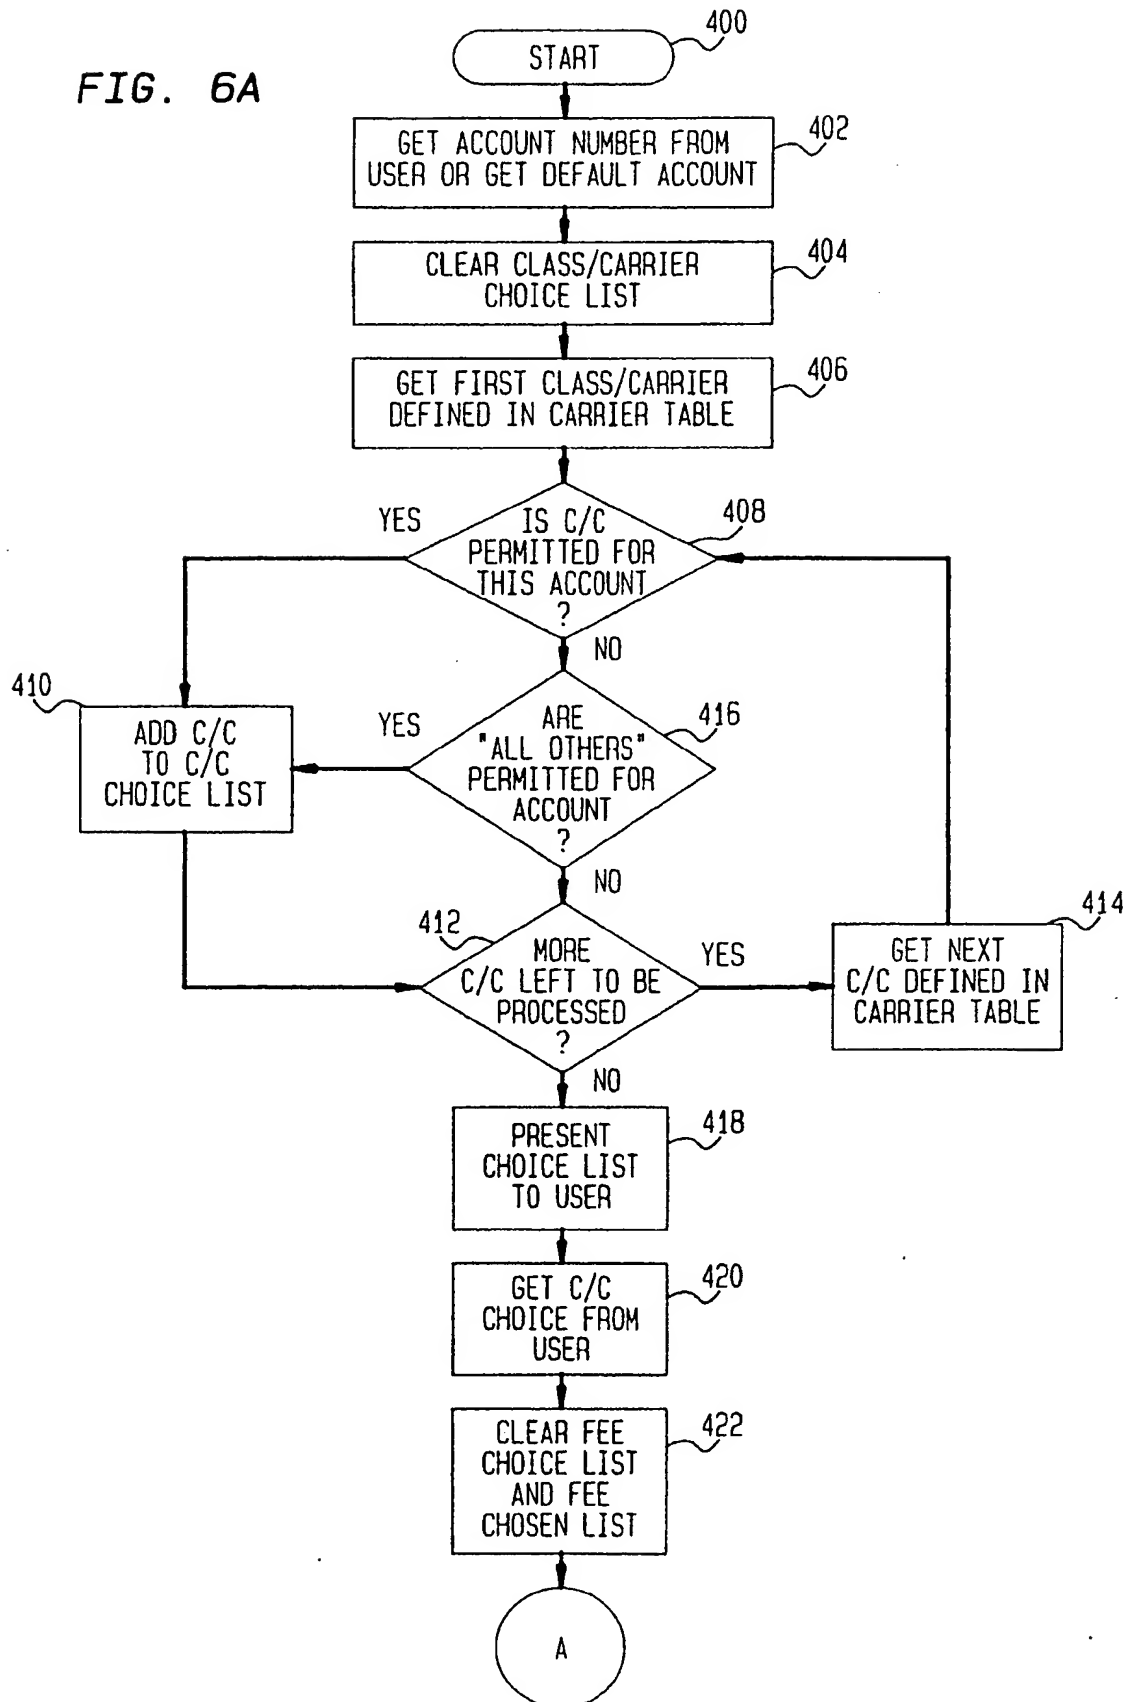 FIG. 6A
400
START
402
GET ACCOUNT NUMBER FROM
USER OR GET DEFAULT ACCOUNT
404
CLEAR CLASS/CARRIER
CHOICE LIST
406
GET FIRST CLASS/CARRIER
DEFINED IN CARRIER TABLE
408
YES
IS C/C
PERMITTED FOR
THIS ACCOUNT
?
NO
410
ADD C/C
TO C/C
CHOICE LIST
YES
416
ARE
"ALL OTHERS"
PERMITTED FOR
ACCOUNT
?
NO
412
MORE
C/C LEFT TO BE
PROCESSED
?
YES
414
GET NEXT
C/C DEFINED IN
CARRIER TABLE
NO
418
PRESENT
CHOICE LIST
TO USER
420
GET C/C
CHOICE FROM
USER
422
CLEAR FEE
CHOICE LIST
AND FEE
CHOSEN LIST
A